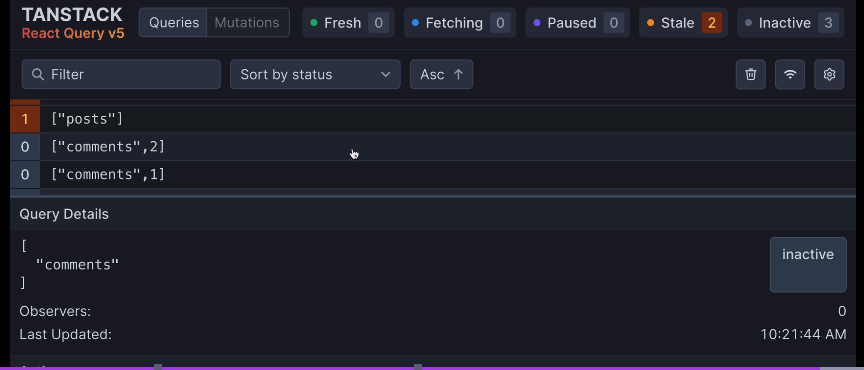 TANSTACK
React Query v5
Queries Mutations
Fresh 0
Fetching 0
Paused 0
Stale 2
Inactive 3
Filter
Sort by status
Asc ↑
1 ["posts"]
0 ["comments",2]
0 ["comments",1]
Query Details
[
"comments"
]
inactive
Observers: 0
Last Updated: 10:21:44 AM